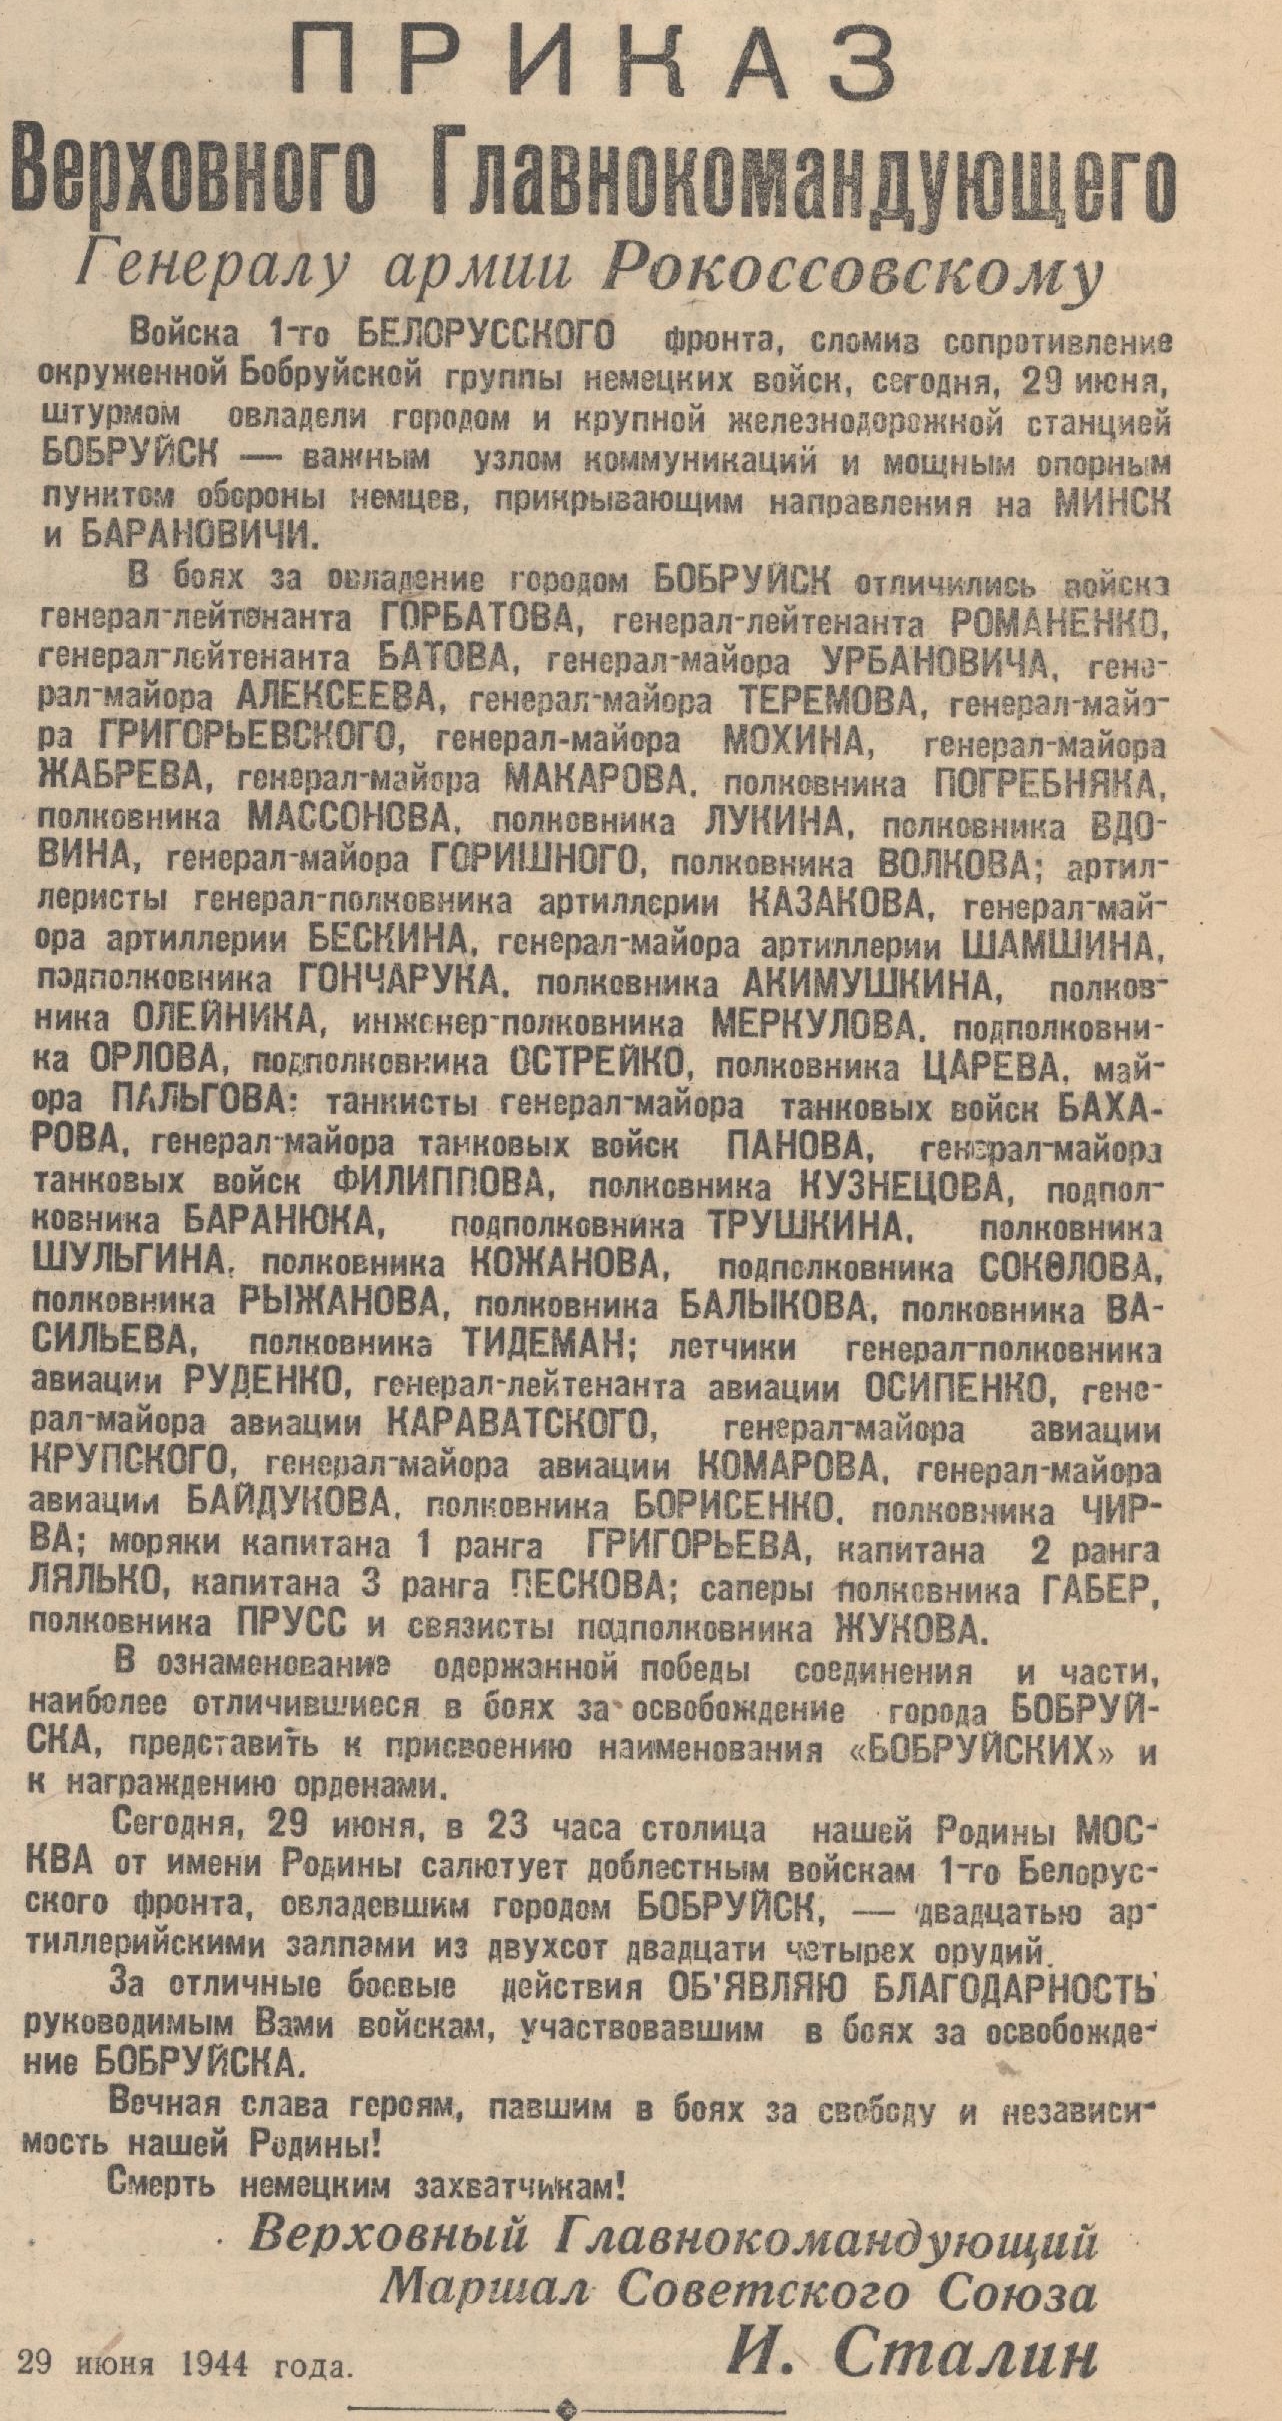 ПРИКАЗ
Верховного Главнокомандующего
Генералу армии Рокоссовскому
Войска 1-го БЕЛОРУССКОГО фронта, сломив сопротивление
окруженной Бобруйской группы немецких войск, сегодня, 29 июня,
штурмом овладели городом и крупной железнодорожной станцией
БОБРУЙСК — важным узлом коммуникаций и мощным опорным
пунктом обороны немцев, прикрывающим направления на МИНСК
и БАРАНОВИЧИ.
В боях за овладение городом БОБРУЙСК отличились войска
генерал-лейтенанта ГОРБАТОВА, генерал-лейтенанта РОМАНЕНКО,
генерал-лейтенанта БАТОВА, генерал-майора УРБАНОВИЧА, гене-
рал-майора АЛЕКСЕЕВА, генерал-майора ТЕРЕМОВА, генерал-майо-
ра ГРИГОРЬЕВСКОГО, генерал-майора МОХИНА, генерал-майора
ЖАБРЕВА, генерал-майора МАКАРОВА, полковника ПОГРЕБНЯКА,
полковника МАССОНОВА, полковника ЛУКИНА, полковника ВДО-
ВИНА, генерал-майора ГОРИШНОГО, полковника ВОЛКОВА; артил-
леристы генерал-полковника артиллерии КАЗАКОВА, генерал-май-
ора артиллерии БЕСКИНА, генерал-майора артиллерии ШАМШИНА,
подполковника ГОНЧАРУКА, полковника АКИМУШКИНА, полков-
ника ОЛЕЙНИКА, инженер-полковника МЕРКУЛОВА, подполковни-
ка ОРЛОВА, подполковника ОСТРЕЙКО, полковника ЦАРЕВА, май-
ора ПАЛЬГОВА; танкисты генерал-майора танковых войск БАХА-
РОВА, генерал-майора танковых войск ПАНОВА, генерал-майора
танковых войск ФИЛИППОВА, полковника КУЗНЕЦОВА, подпол-
ковника БАРАНЮКА, подполковника ТРУШКИНА, полковника
ШУЛЬГИНА, полковника КОЖАНОВА, подполковника СОКОЛОВА,
полковника РЫЖАНОВА, полковника БАЛЫКОВА, полковника ВА-
СИЛЬЕВА, полковника ТИДЕМАН; летчики генерал-полковника
авиации РУДЕНКО, генерал-лейтенанта авиации ОСИПЕНКО, гене-
рал-майора авиации КАРАВАТСКОГО, генерал-майора авиации
КРУПСКОГО, генерал-майора авиации КОМАРОВА, генерал-майора
авиации БАЙДУКОВА, полковника БОРИСЕНКО, полковника ЧИР-
ВА; моряки капитана 1 ранга ГРИГОРЬЕВА, капитана 2 ранга
ЛЯЛЬКО, капитана 3 ранга ПЕСКОВА; саперы полковника ГАБЕР,
полковника ПРУСС и связисты подполковника ЖУКОВА.
В ознаменование одержанной победы соединения и части,
наиболее отличившиеся в боях за освобождение города БОБРУЙ-
СКА, представить к присвоению наименования «БОБРУЙСКИХ» и
к награждению орденами.
Сегодня, 29 июня, в 23 часа столица нашей Родины МОС-
КВА от имени Родины салютует доблестным войскам 1-го Белорус-
ского фронта, овладевшим городом БОБРУЙСК, — двадцатью ар-
тиллерийскими залпами из двухсот двадцати четырех орудий.
За отличные боевые действия ОБ'ЯВЛЯЮ БЛАГОДАРНОСТЬ
руководимым Вами войскам, участвовавшим в боях за освобожде-
ние БОБРУЙСКА.
Вечная слава героям, павшим в боях за свободу и независи-
мость нашей Родины!
Смерть немецким захватчикам!
Верховный Главнокомандующий
Маршал Советского Союза
И. Сталин
29 июня 1944 года.